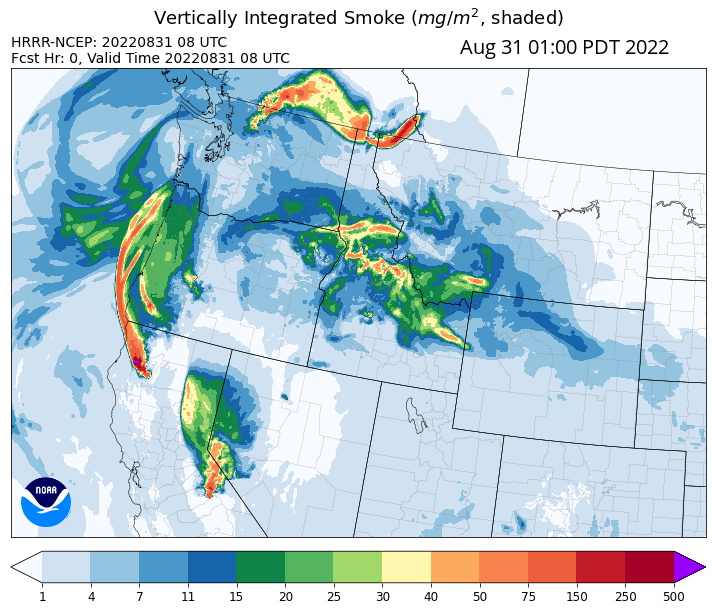 Vertically Integrated Smoke (mg/m², shaded)
HRRR-NCEP: 20220831 08 UTC
Fcst Hr: 0, Valid Time 20220831 08 UTC
Aug 31 01:00 PDT 2022
NOAA
1 4 7 11 15 20 25 30 40 50 75 150 250 500